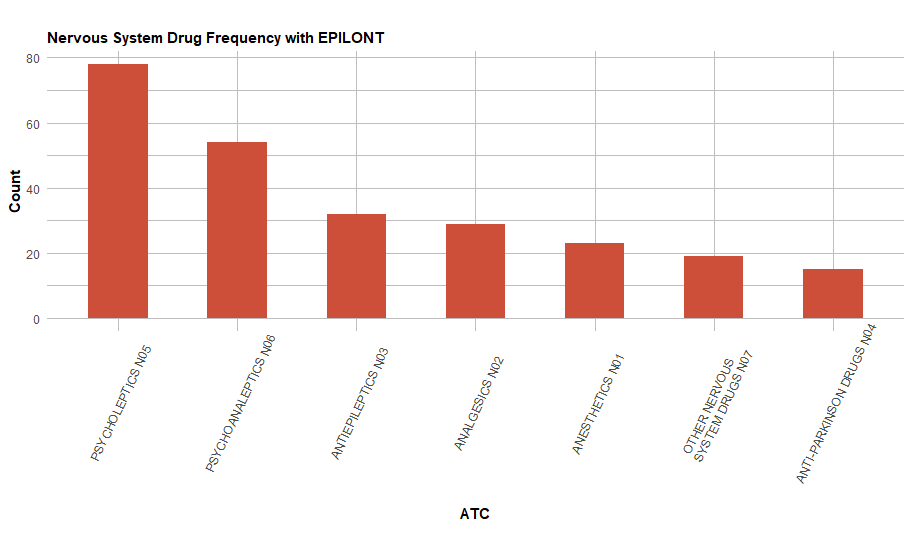 Nervous System Drug Frequency with EPILONT
Count
80
60
40
20
0
PSYCHOLEPTICS N05
PSYCHOANALEPTICS N06
ANTIEPILEPTICS N03
ANALGESICS N02
ANESTHETICS N01
OTHER NERVOUS
SYSTEM DRUGS N07
ANTI-PARKINSON DRUGS N04
ATC